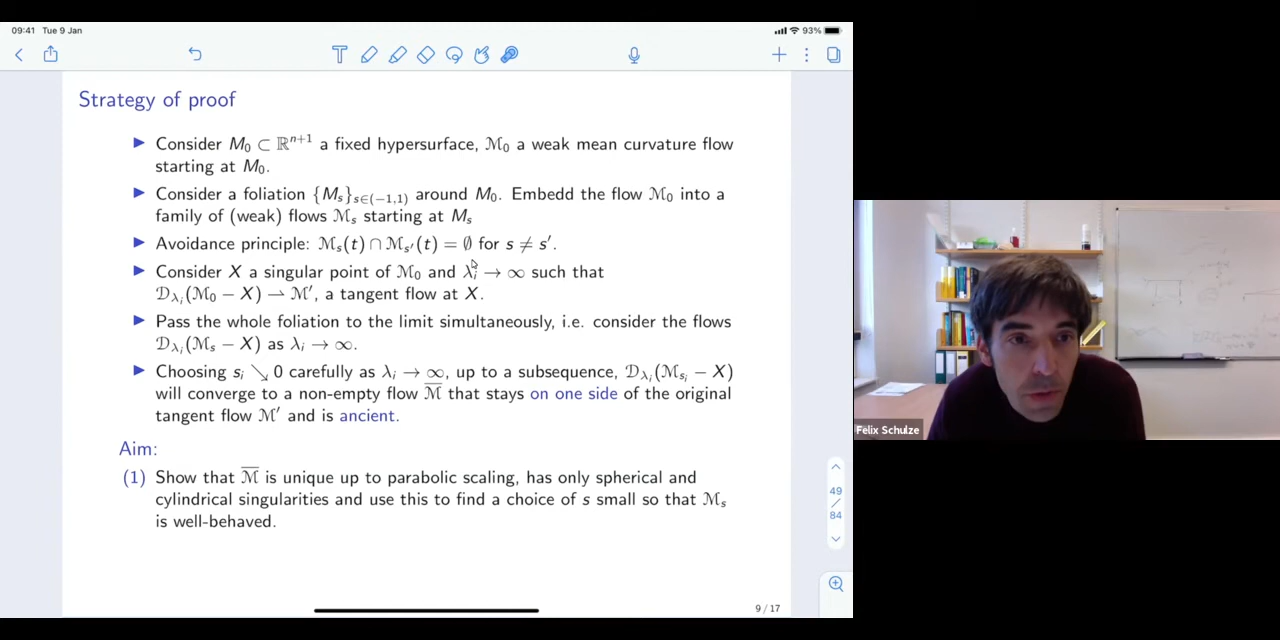 09:41 Tue 9 Jan
93%
Strategy of proof
▶ Consider M₀ ⊂ ℝⁿ⁺¹ a fixed hypersurface, ℳ₀ a weak mean curvature flow
starting at M₀.
▶ Consider a foliation {Mₛ}ₛ∈(−1,1) around M₀. Embedd the flow ℳ₀ into a
family of (weak) flows ℳₛ starting at Mₛ
▶ Avoidance principle: ℳₛ(t) ∩ ℳₛ′(t) = ∅ for s ≠ s′.
▶ Consider X a singular point of ℳ₀ and λᵢ → ∞ such that
𝒟_λᵢ(ℳ₀ − X) ⇀ ℳ′, a tangent flow at X.
▶ Pass the whole foliation to the limit simultaneously, i.e. consider the flows
𝒟_λᵢ(ℳₛ − X) as λᵢ → ∞.
▶ Choosing sᵢ ↘ 0 carefully as λᵢ → ∞, up to a subsequence, 𝒟_λᵢ(ℳ_sᵢ − X)
will converge to a non-empty flow ℳ̅ that stays on one side of the original
tangent flow ℳ′ and is ancient.
Aim:
(1) Show that ℳ̅ is unique up to parabolic scaling, has only spherical and
cylindrical singularities and use this to find a choice of s small so that ℳₛ
is well-behaved.
49
/
84
9 / 17
Felix Schulze